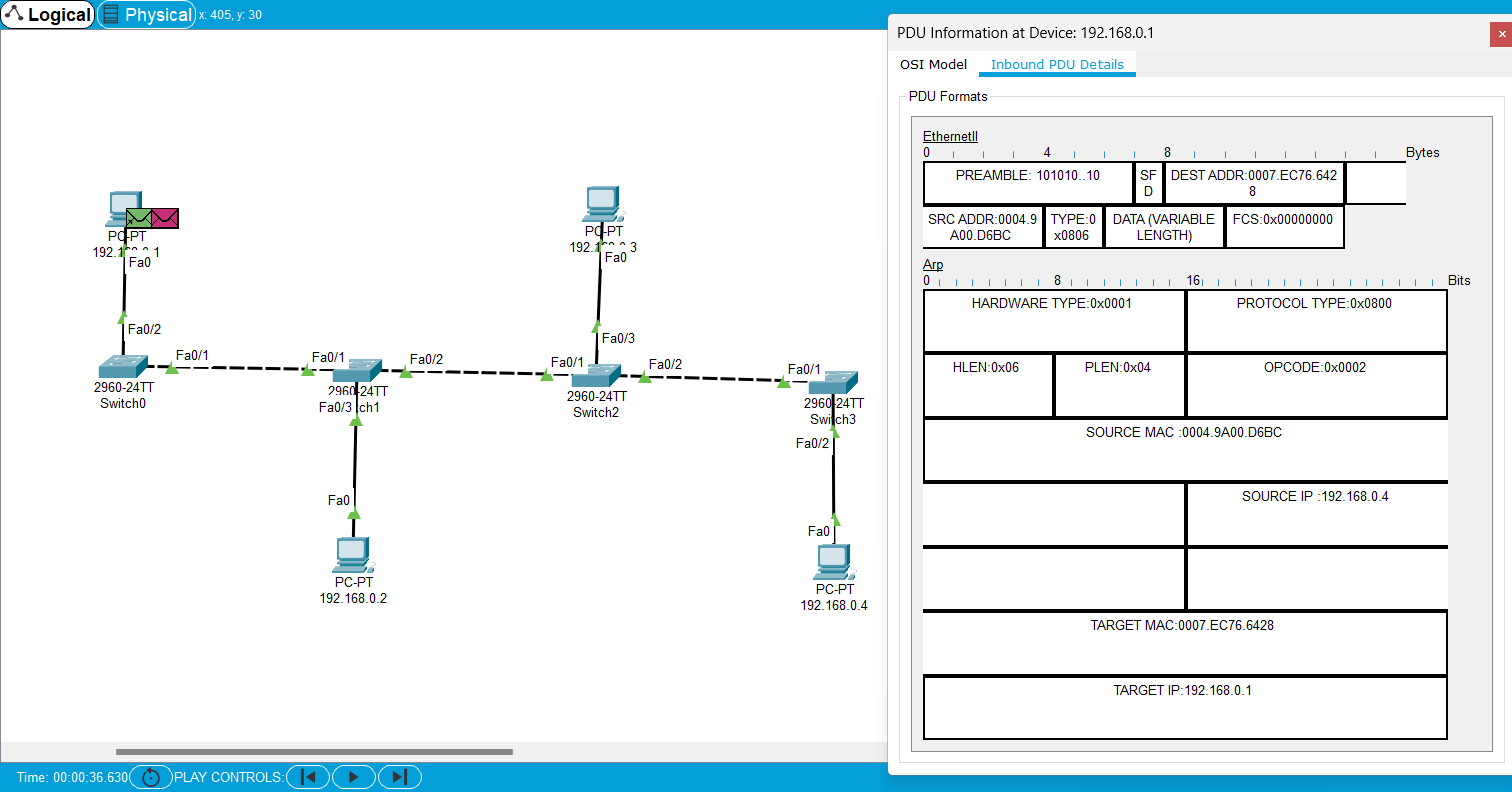 Logical
Physical
x: 405, y: 30
PC-PT
Fa0
Fa0/2
2960-24TT
Switch0
Fa0/1
Fa0/1
Fa0/2
2960-24TT
Fa0/3
Fa0
PC-PT
192.168.0.2
PC-PT
Fa0
Fa0/3
Fa0/1
Fa0/2
2960-24TT
Switch2
Fa0/1
2960-24TT
Switch3
Fa0/2
Fa0
PC-PT
192.168.0.4
Time: 00:00:36.630
PLAY CONTROLS:
PDU Information at Device: 192.168.0.1
OSI Model
Inbound PDU Details
PDU Formats
EthernetII
0 4 8 Bytes
PREAMBLE: 101010..10
SF
D
DEST ADDR:0007.EC76.642
8
SRC ADDR:0004.9
A00.D6BC
TYPE:0
x0806
DATA (VARIABLE
LENGTH)
FCS:0x00000000
Arp
0 8 16 Bits
HARDWARE TYPE:0x0001
PROTOCOL TYPE:0x0800
HLEN:0x06
PLEN:0x04
OPCODE:0x0002
SOURCE MAC :0004.9A00.D6BC
SOURCE IP :192.168.0.4
TARGET MAC:0007.EC76.6428
TARGET IP:192.168.0.1